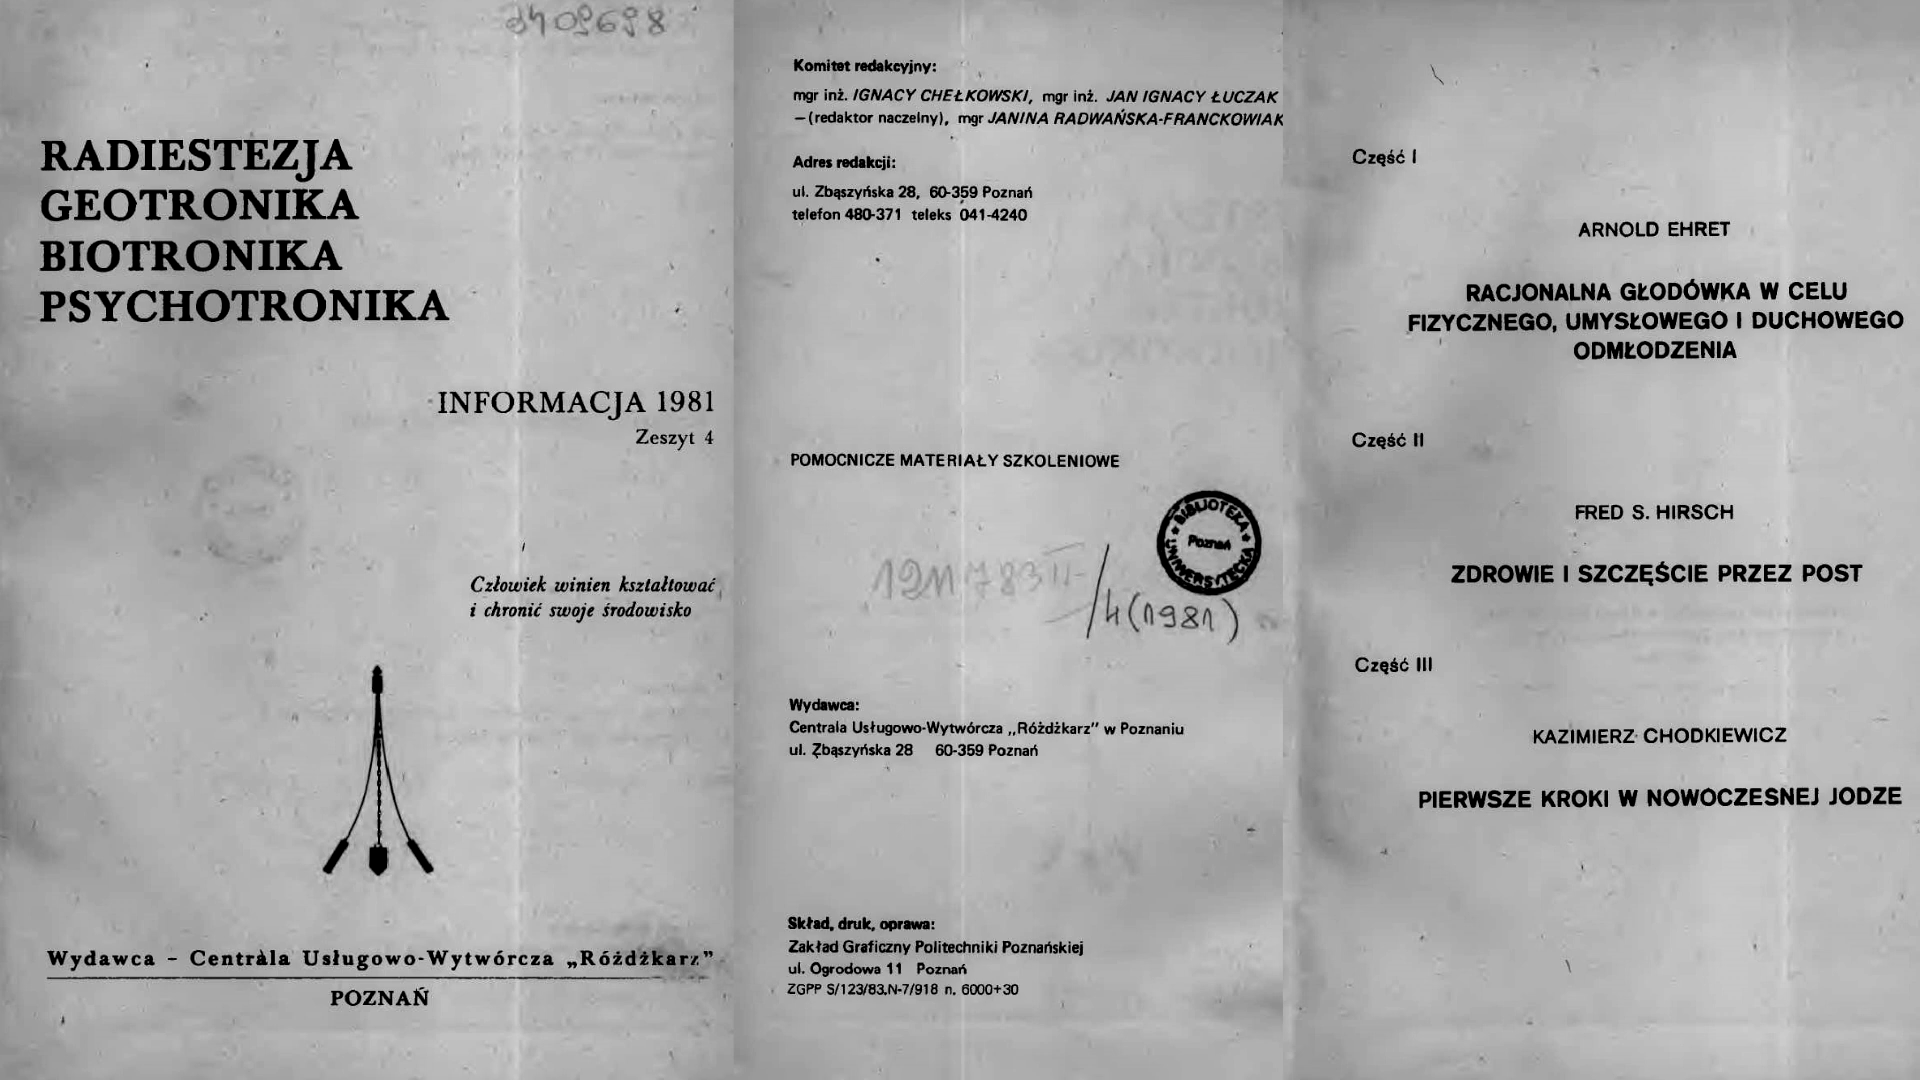 3409698
RADIESTEZJA
GEOTRONIKA
BIOTRONIKA
PSYCHOTRONIKA
INFORMACJA 1981
Zeszyt 4
Człowiek winien kształtować
i chronić swoje środowisko
Wydawca – Centrala Usługowo-Wytwórcza „Różdżkarz”
POZNAŃ
Komitet redakcyjny:
mgr inż. IGNACY CHEŁKOWSKI, mgr inż. JAN IGNACY ŁUCZAK
– (redaktor naczelny), mgr JANINA RADWAŃSKA-FRANCKOWIAK
Adres redakcji:
ul. Zbąszyńska 28, 60-359 Poznań
telefon 480-371 teleks 041-4240
POMOCNICZE MATERIAŁY SZKOLENIOWE
BIBLIOTEKA
Poznań
UNIWERSYTECKA
121783 II
/4(1981)
Wydawca:
Centrala Usługowo-Wytwórcza „Różdżkarz” w Poznaniu
ul. Zbąszyńska 28 60-359 Poznań
Skład, druk, oprawa:
Zakład Graficzny Politechniki Poznańskiej
ul. Ogrodowa 11 Poznań
ZGPP S/123/83.N-7/918 n. 6000+30
Część I
ARNOLD EHRET
RACJONALNA GŁODÓWKA W CELU
FIZYCZNEGO, UMYSŁOWEGO I DUCHOWEGO
ODMŁODZENIA
Część II
FRED S. HIRSCH
ZDROWIE I SZCZĘŚCIE PRZEZ POST
Część III
KAZIMIERZ CHODKIEWICZ
PIERWSZE KROKI W NOWOCZESNEJ JODZE